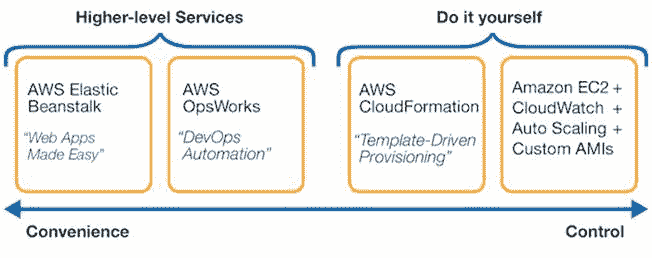 Higher-level Services
Do it yourself
AWS Elastic
Beanstalk
“Web Apps
Made Easy”
AWS
OpsWorks
“DevOps
Automation”
AWS
CloudFormation
“Template-Driven
Provisioning”
Amazon EC2 +
CloudWatch +
Auto Scaling +
Custom AMIs
Convenience
Control